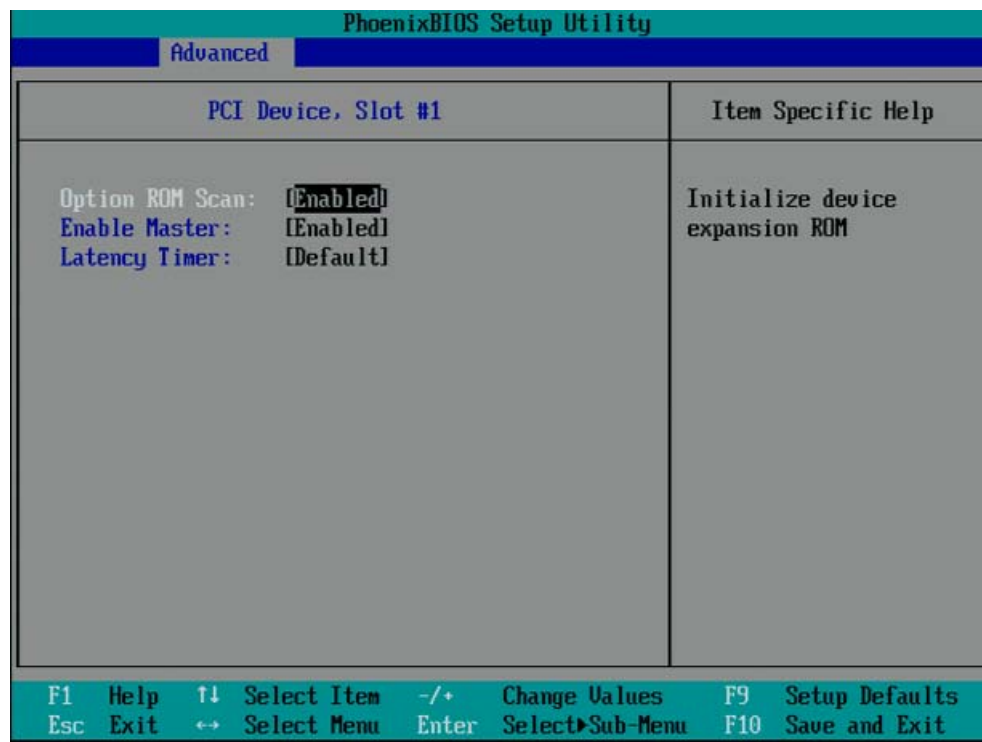 PhoenixBIOS Setup Utility
Advanced
PCI Device, Slot #1
Item Specific Help
Option ROM Scan: [Enabled]
Enable Master: [Enabled]
Latency Timer: [Default]
Initialize device
expansion ROM
F1 Help ↑↓ Select Item -/+ Change Values F9 Setup Defaults
Esc Exit ↔ Select Menu Enter Select▶Sub-Menu F10 Save and Exit